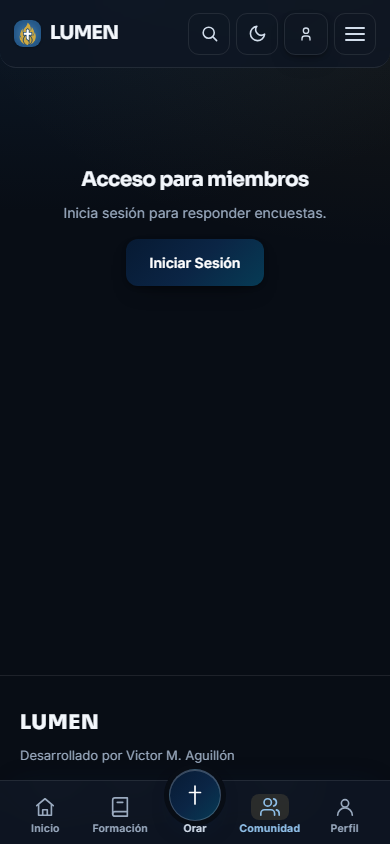 LUMEN
Acceso para miembros
Inicia sesión para responder encuestas.
Iniciar Sesión
LUMEN
Desarrollado por Victor M. Aguillón
Inicio
Formación
Orar
Comunidad
Perfil